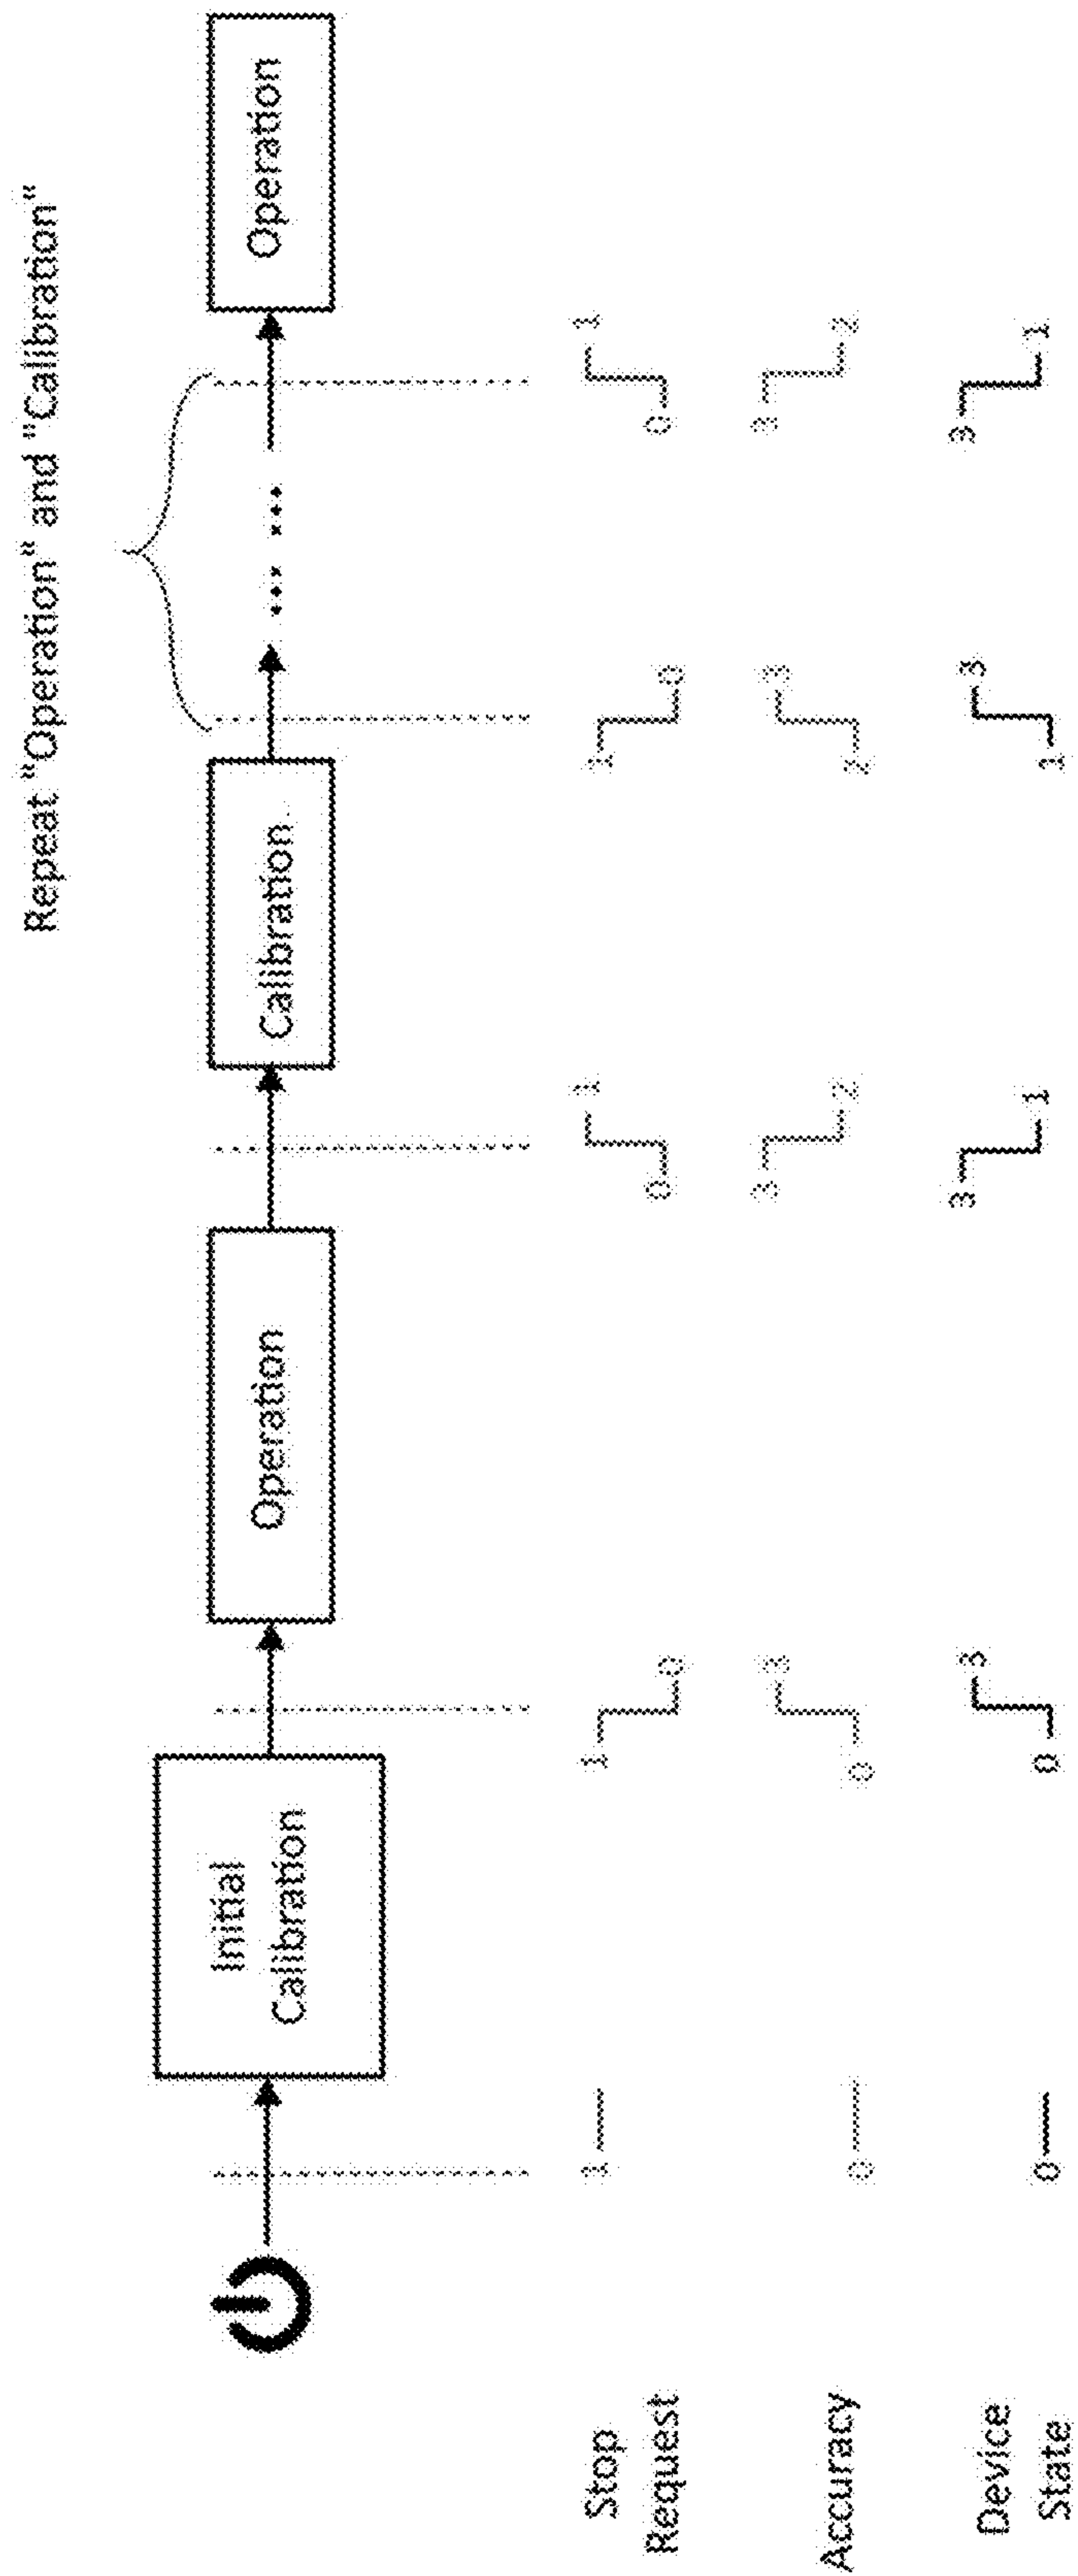 Repeat "Operation" and "Calibration"
Initial
Calibration
Operation
Calibration
Operation
... ...
Stop
Request
1
1
0
0
1
1
0
0
1
Accuracy
0
0
3
3
2
2
3
3
2
Device
State
0
0
3
3
1
1
3
3
1